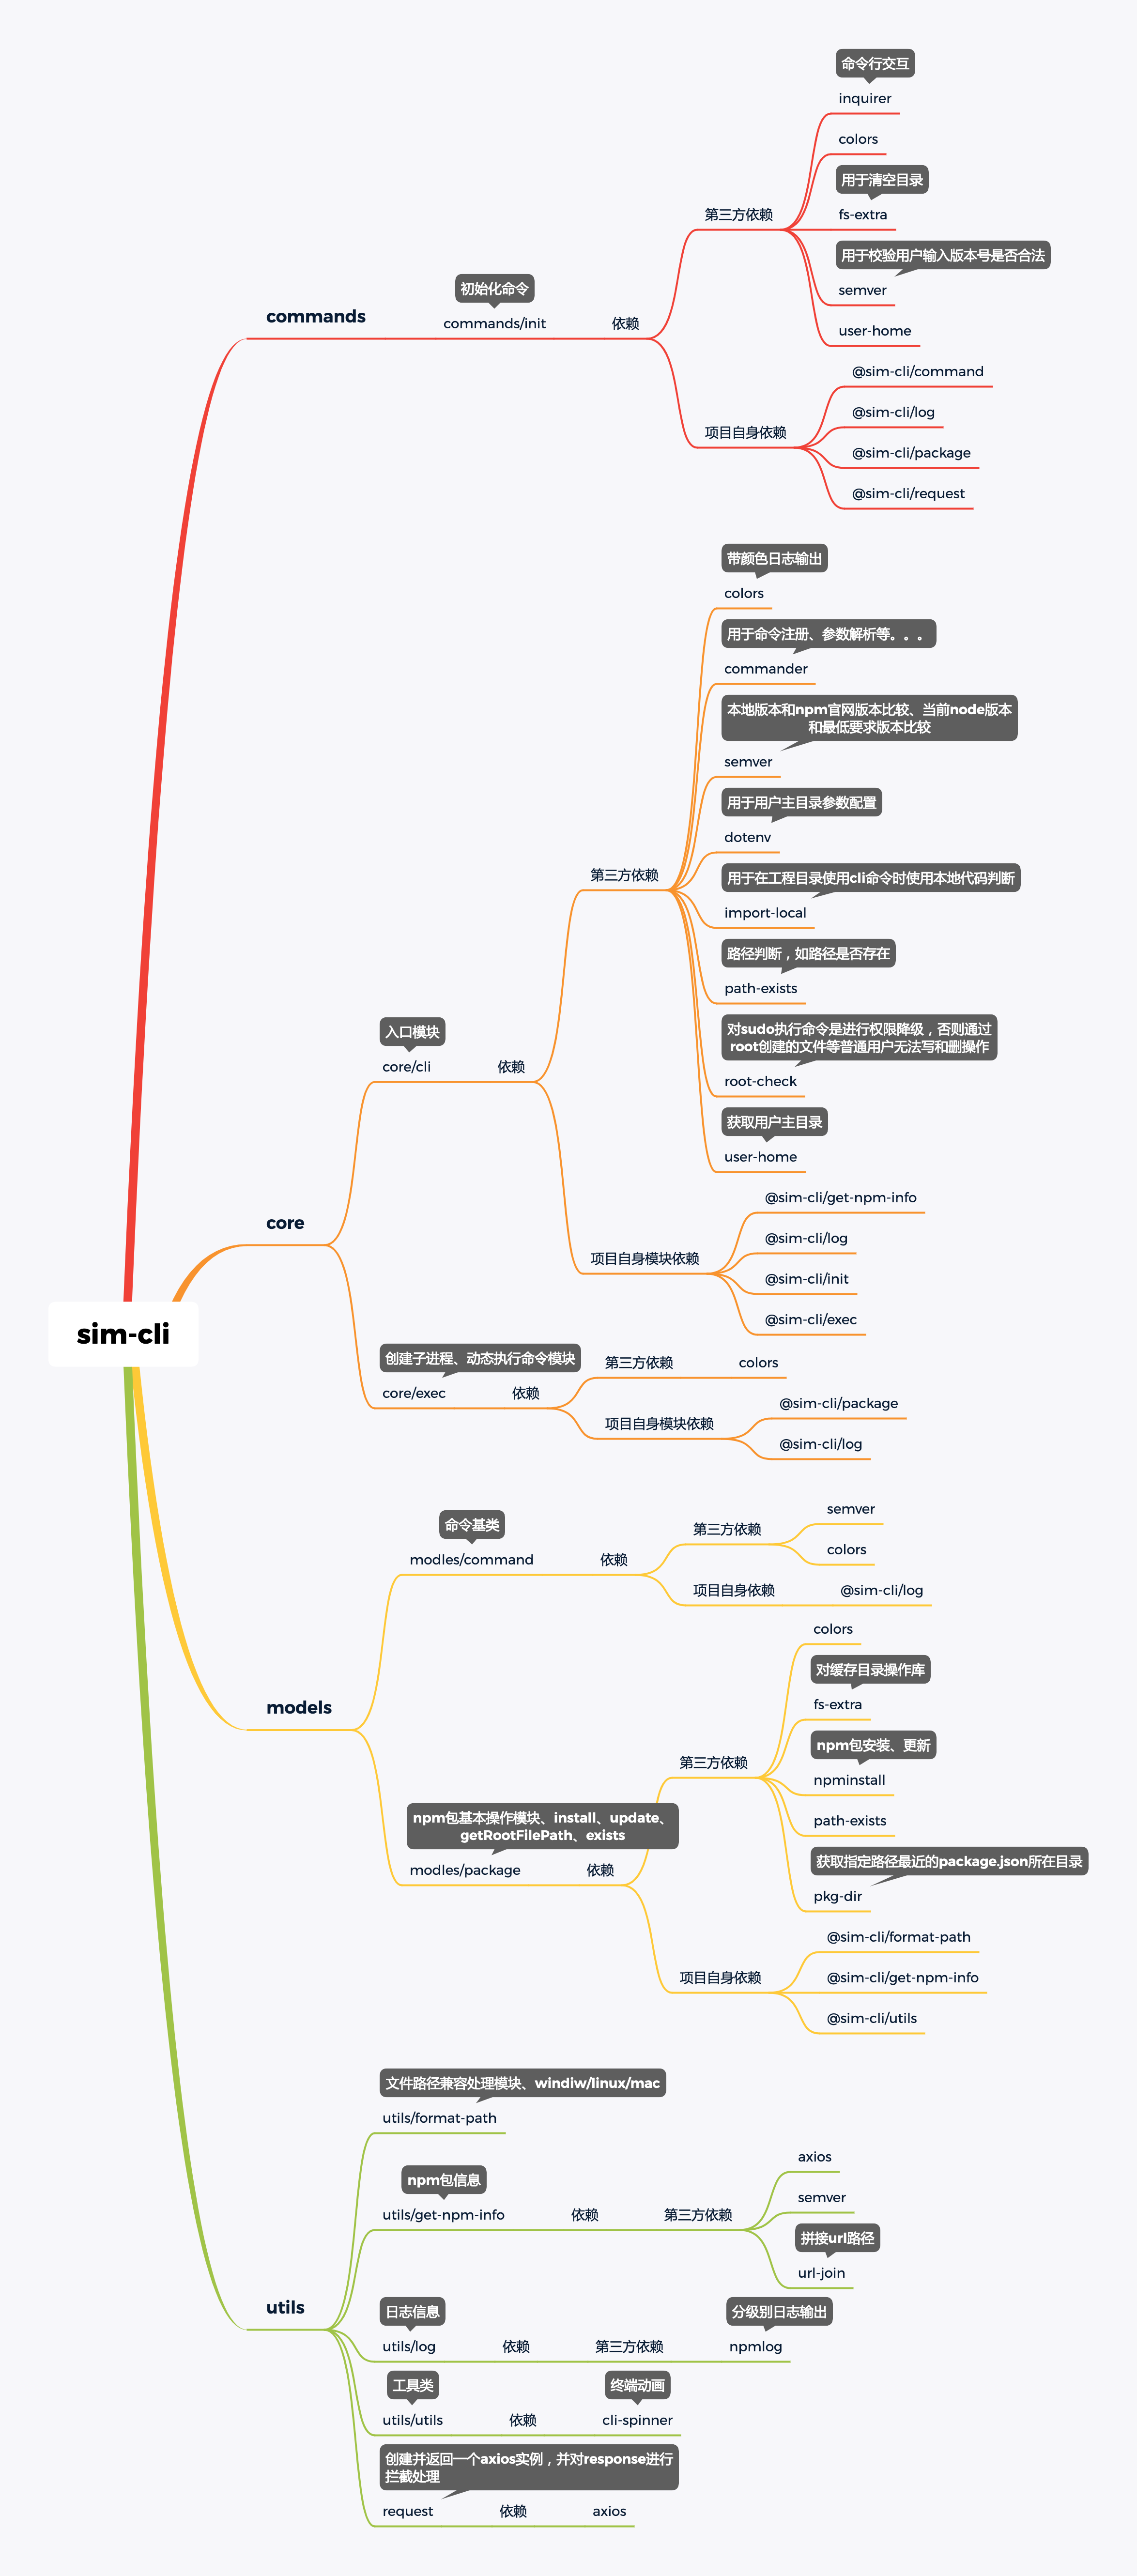 命令行交互
inquirer
colors
用于清空目录
第三方依赖
fs-extra
用于校验用户输入版本号是否合法
初始化命令
semver
commands
commands/init
依赖
user-home
@sim-cli/command
@sim-cli/log
项目自身依赖
@sim-cli/package
@sim-cli/request
带颜色日志输出
colors
用于命令注册、参数解析等。。。
commander
本地版本和npm官网版本比较、当前node版本
和最低要求版本比较
semver
用于用户主目录参数配置
dotenv
第三方依赖
用于在工程目录使用cli命令时使用本地代码判断
import-local
路径判断，如路径是否存在
path-exists
入口模块
对sudo执行命令是进行权限降级，否则通过
root创建的文件等普通用户无法写和删操作
core/cli
依赖
root-check
获取用户主目录
user-home
@sim-cli/get-npm-info
core
@sim-cli/log
项目自身模块依赖
@sim-cli/init
@sim-cli/exec
sim-cli
创建子进程、动态执行命令模块
第三方依赖
colors
core/exec
依赖
@sim-cli/package
项目自身模块依赖
@sim-cli/log
命令基类
semver
第三方依赖
colors
modles/command
依赖
项目自身依赖
@sim-cli/log
colors
对缓存目录操作库
models
fs-extra
npm包安装、更新
第三方依赖
npminstall
npm包基本操作模块、install、update、
getRootFilePath、exists
path-exists
获取指定路径最近的package.json所在目录
modles/package
依赖
pkg-dir
@sim-cli/format-path
项目自身依赖
@sim-cli/get-npm-info
@sim-cli/utils
文件路径兼容处理模块、windiw/linux/mac
utils/format-path
axios
npm包信息
semver
utils/get-npm-info
依赖
第三方依赖
拼接url路径
url-join
utils
日志信息
分级别日志输出
utils/log
依赖
第三方依赖
npmlog
工具类
终端动画
utils/utils
依赖
cli-spinner
创建并返回一个axios实例，并对response进行
拦截处理
request
依赖
axios